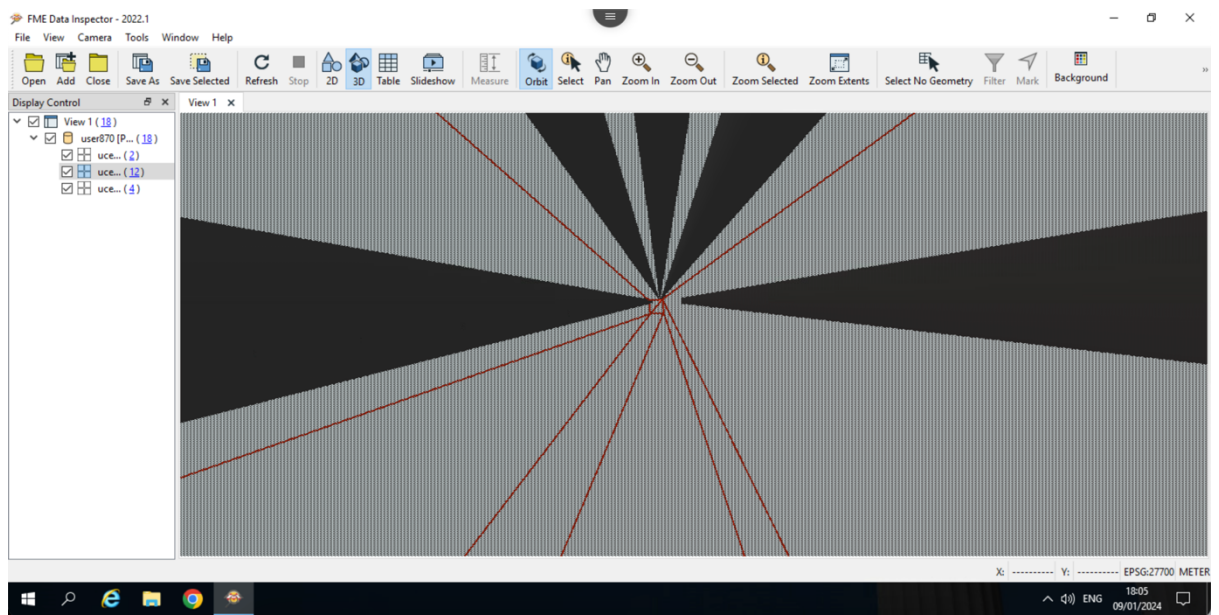 FME Data Inspector - 2022.1
File View Camera Tools Window Help
Open Add Close Save As Save Selected Refresh Stop 2D 3D Table Slideshow Measure Orbit Select Pan Zoom In Zoom Out Zoom Selected Zoom Extents Select No Geometry Filter Mark Background
Display Control
View 1
View 1 (18)
user870 [P... (18)
uce... (2)
uce... (12)
uce... (4)
X: ---------- Y: ---------- EPSG:27700 METER
ENG
18:05
09/01/2024